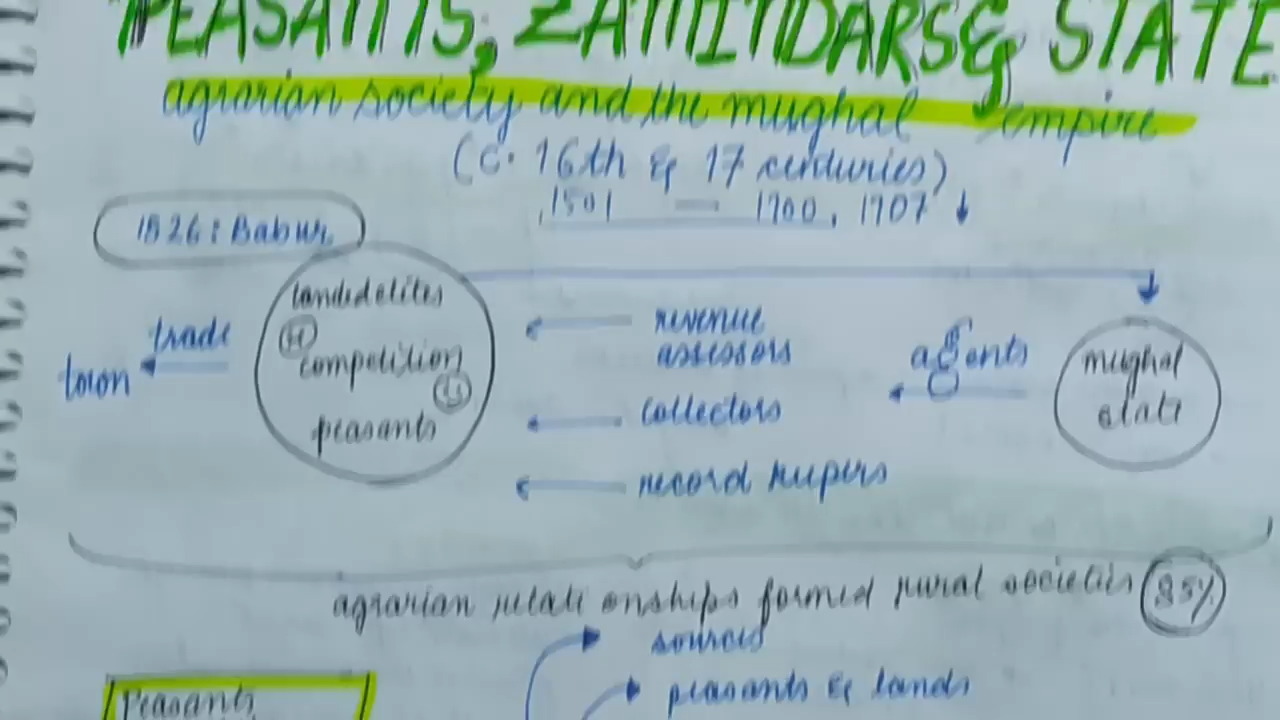 PEASANTS, ZAMINDARS & STATE
agrarian society and the mughal empire
(C. 16th & 17 centuries)
1501 — 1700, 1707 ↓
1526: Babur
landedelites
competition
peasants
trade
town
revenue
assessors
collectors
record keepers
agents
mughal
state
agrarian relationships formed rural societies 85%
sources
peasants & lands
Peasants